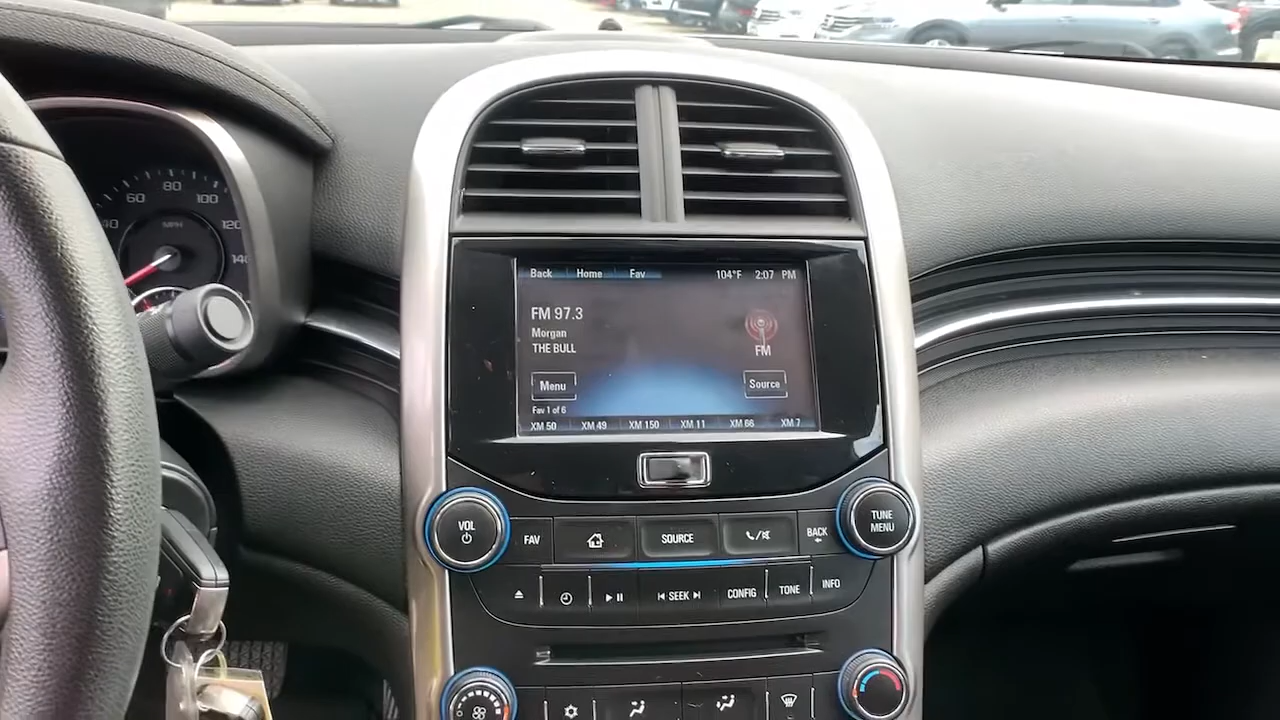 80
60 100
40 120
MPH
140
Back Home Fav 104°F 2:07 PM
FM 97.3
Morgan
THE BULL
FM
Menu Source
Fav 1 of 6
XM 50 XM 49 XM 150 XM 11 XM 66 XM 7
VOL
FAV SOURCE BACK
TUNE
MENU
SEEK CONFIG TONE INFO